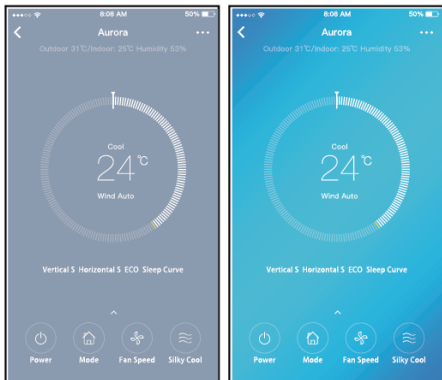 8:08 AM 50%
Aurora
Outdoor 31℃/Indoor: 25℃ Humidity 53%
Cool
24℃
Wind Auto
Vertical S Horizontal S ECO Sleep Curve
Power Mode Fan Speed Silky Cool
8:08 AM 50%
Aurora
Outdoor 31℃/Indoor: 25℃ Humidity 53%
Cool
24℃
Wind Auto
Vertical S Horizontal S ECO Sleep Curve
Power Mode Fan Speed Silky Cool